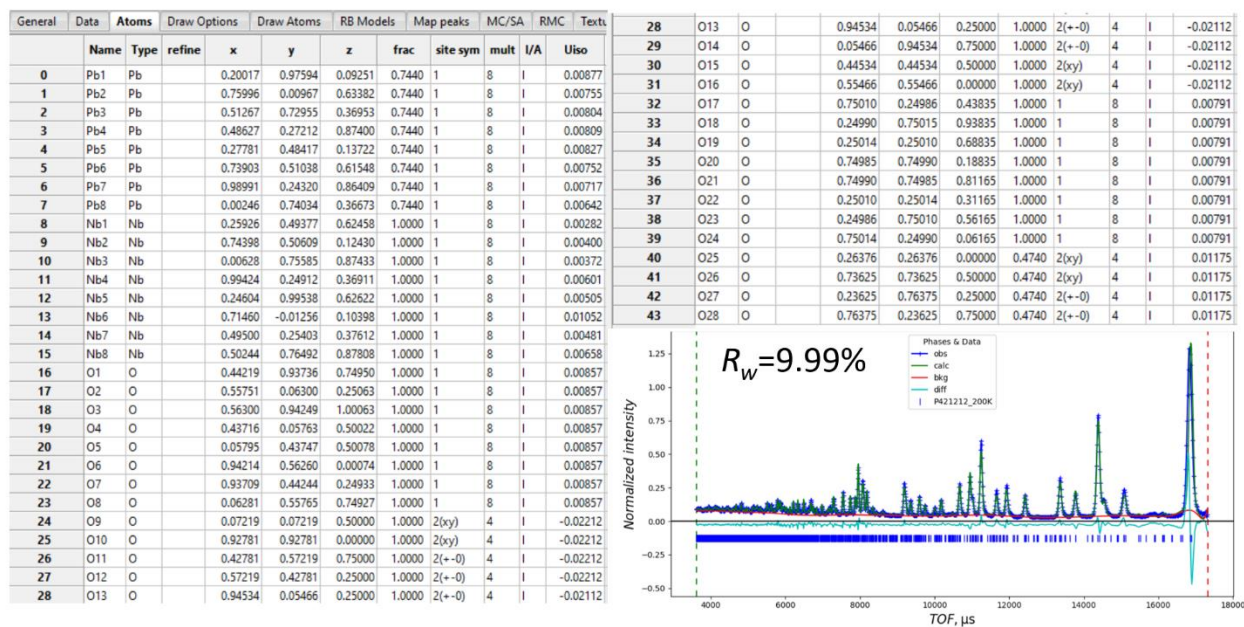 General Data Atoms Draw Options Draw Atoms RB Models Map peaks MC/SA RMC Textu
Name Type refine x y z frac site sym mult I/A Uiso
0 Pb1 Pb 0.20017 0.97594 0.09251 0.7440 1 8 I 0.00877
1 Pb2 Pb 0.75996 0.00967 0.63382 0.7440 1 8 I 0.00755
2 Pb3 Pb 0.51267 0.72955 0.36953 0.7440 1 8 I 0.00804
3 Pb4 Pb 0.48627 0.27212 0.87400 0.7440 1 8 I 0.00809
4 Pb5 Pb 0.27781 0.48417 0.13722 0.7440 1 8 I 0.00827
5 Pb6 Pb 0.73903 0.51038 0.61548 0.7440 1 8 I 0.00752
6 Pb7 Pb 0.98991 0.24320 0.86409 0.7440 1 8 I 0.00717
7 Pb8 Pb 0.00246 0.74034 0.36673 0.7440 1 8 I 0.00642
8 Nb1 Nb 0.25926 0.49377 0.62458 1.0000 1 8 I 0.00282
9 Nb2 Nb 0.74398 0.50609 0.12430 1.0000 1 8 I 0.00400
10 Nb3 Nb 0.00628 0.75585 0.87433 1.0000 1 8 I 0.00372
11 Nb4 Nb 0.99424 0.24912 0.36911 1.0000 1 8 I 0.00601
12 Nb5 Nb 0.24604 0.99538 0.62622 1.0000 1 8 I 0.00505
13 Nb6 Nb 0.71460 -0.01256 0.10398 1.0000 1 8 I 0.01052
14 Nb7 Nb 0.49500 0.25403 0.37612 1.0000 1 8 I 0.00481
15 Nb8 Nb 0.50244 0.76492 0.87808 1.0000 1 8 I 0.00658
16 O1 O 0.44219 0.93736 0.74950 1.0000 1 8 I 0.00857
17 O2 O 0.55751 0.06300 0.25063 1.0000 1 8 I 0.00857
18 O3 O 0.56300 0.94249 1.00063 1.0000 1 8 I 0.00857
19 O4 O 0.43716 0.05763 0.50022 1.0000 1 8 I 0.00857
20 O5 O 0.05795 0.43747 0.50078 1.0000 1 8 I 0.00857
21 O6 O 0.94214 0.56260 0.00074 1.0000 1 8 I 0.00857
22 O7 O 0.93709 0.44244 0.24933 1.0000 1 8 I 0.00857
23 O8 O 0.06281 0.55765 0.74927 1.0000 1 8 I 0.00857
24 O9 O 0.07219 0.07219 0.50000 1.0000 2(xy) 4 I -0.02212
25 O10 O 0.92781 0.92781 0.00000 1.0000 2(xy) 4 I -0.02212
26 O11 O 0.42781 0.57219 0.75000 1.0000 2(+-0) 4 I -0.02212
27 O12 O 0.57219 0.42781 0.25000 1.0000 2(+-0) 4 I -0.02212
28 O13 O 0.94534 0.05466 0.25000 1.0000 2(+-0) 4 I -0.02112
28 O13 O 0.94534 0.05466 0.25000 1.0000 2(+-0) 4 I -0.02112
29 O14 O 0.05466 0.94534 0.75000 1.0000 2(+-0) 4 I -0.02112
30 O15 O 0.44534 0.44534 0.50000 1.0000 2(xy) 4 I -0.02112
31 O16 O 0.55466 0.55466 0.00000 1.0000 2(xy) 4 I -0.02112
32 O17 O 0.75010 0.24986 0.43835 1.0000 1 8 I 0.00791
33 O18 O 0.24990 0.75015 0.93835 1.0000 1 8 I 0.00791
34 O19 O 0.25014 0.25010 0.68835 1.0000 1 8 I 0.00791
35 O20 O 0.74985 0.74990 0.18835 1.0000 1 8 I 0.00791
36 O21 O 0.74990 0.74985 0.81165 1.0000 1 8 I 0.00791
37 O22 O 0.25010 0.25014 0.31165 1.0000 1 8 I 0.00791
38 O23 O 0.24986 0.75010 0.56165 1.0000 1 8 I 0.00791
39 O24 O 0.75014 0.24990 0.06165 1.0000 1 8 I 0.00791
40 O25 O 0.26376 0.26376 0.00000 0.4740 2(xy) 4 I 0.01175
41 O26 O 0.73625 0.73625 0.50000 0.4740 2(xy) 4 I 0.01175
42 O27 O 0.23625 0.76375 0.25000 0.4740 2(+-0) 4 I 0.01175
43 O28 O 0.76375 0.23625 0.75000 0.4740 2(+-0) 4 I 0.01175
Rw=9.99%
Phases & Data
obs
calc
bkg
diff
P421212_200K
Normalized intensity
1.25
1.00
0.75
0.50
0.25
0.00
−0.25
−0.50
4000 6000 8000 10000 12000 14000 16000 18000
TOF, μs